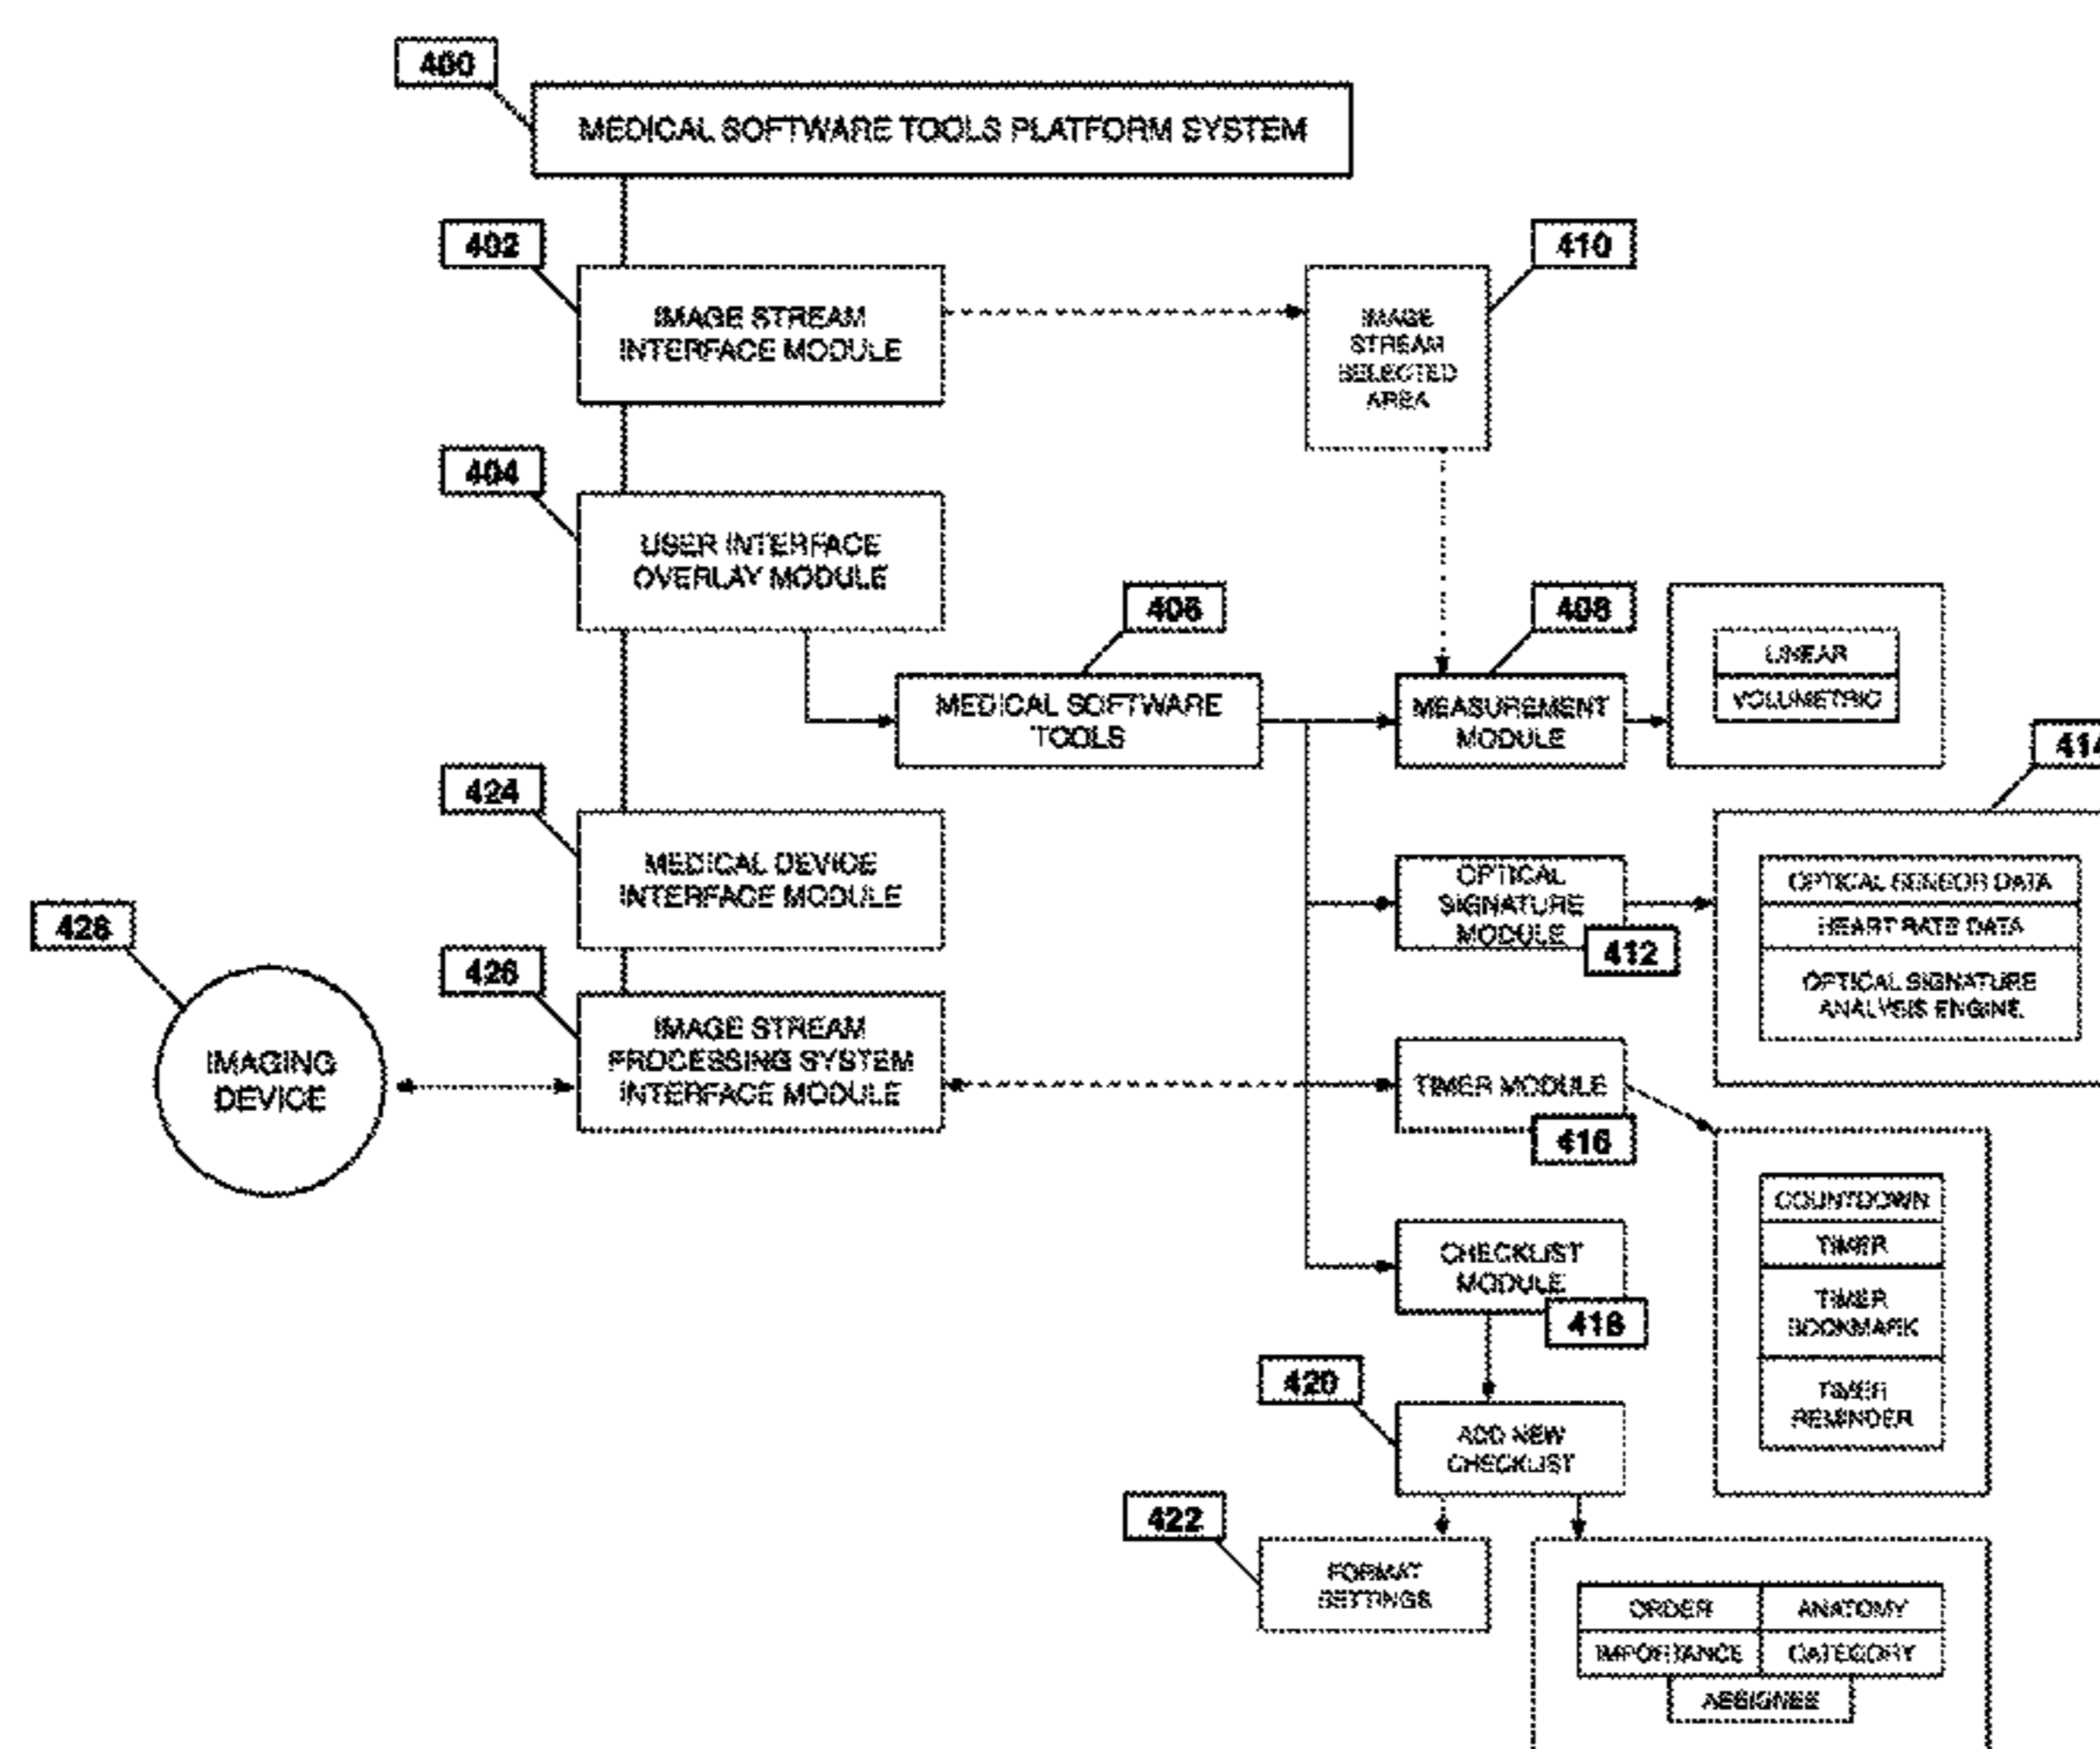 400
MEDICAL SOFTWARE TOOLS PLATFORM SYSTEM
402
IMAGE STREAM
INTERFACE MODULE
410
IMAGE
STREAM
SELECTED
AREA
404
USER INTERFACE
OVERLAY MODULE
406
MEDICAL SOFTWARE
TOOLS
408
MEASUREMENT
MODULE
LINEAR
VOLUMETRIC
414
424
MEDICAL DEVICE
INTERFACE MODULE
OPTICAL
SIGNATURE
MODULE
412
OPTICAL SENSOR DATA
HEART RATE DATA
OPTICAL SIGNATURE
ANALYSIS ENGINE
428
IMAGING
DEVICE
426
IMAGE STREAM
PROCESSING SYSTEM
INTERFACE MODULE
TIMER MODULE
416
COUNTDOWN
TIMER
TIMER
BOOKMARK
TIMER
REMINDER
CHECKLIST
MODULE
418
420
ADD NEW
CHECKLIST
422
FORMAT
SETTINGS
ORDER
ANATOMY
IMPORTANCE
CATEGORY
ASSIGNEE